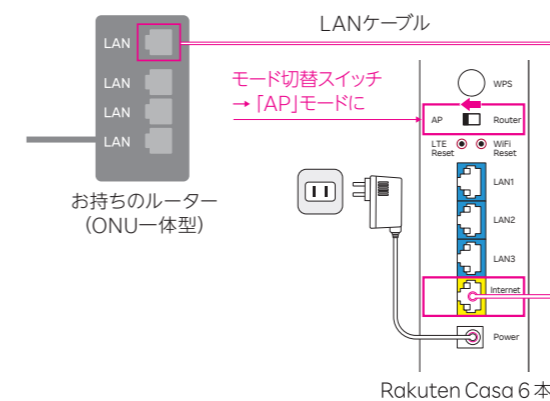 LANケーブル
LAN
LAN
LAN
LAN
お持ちのルーター
（ONU一体型）
モード切替スイッチ
→「AP」モードに
WPS
AP
Router
LTE
Reset
WiFi
Reset
LAN1
LAN2
LAN3
Internet
Power
Rakuten Casa 6本